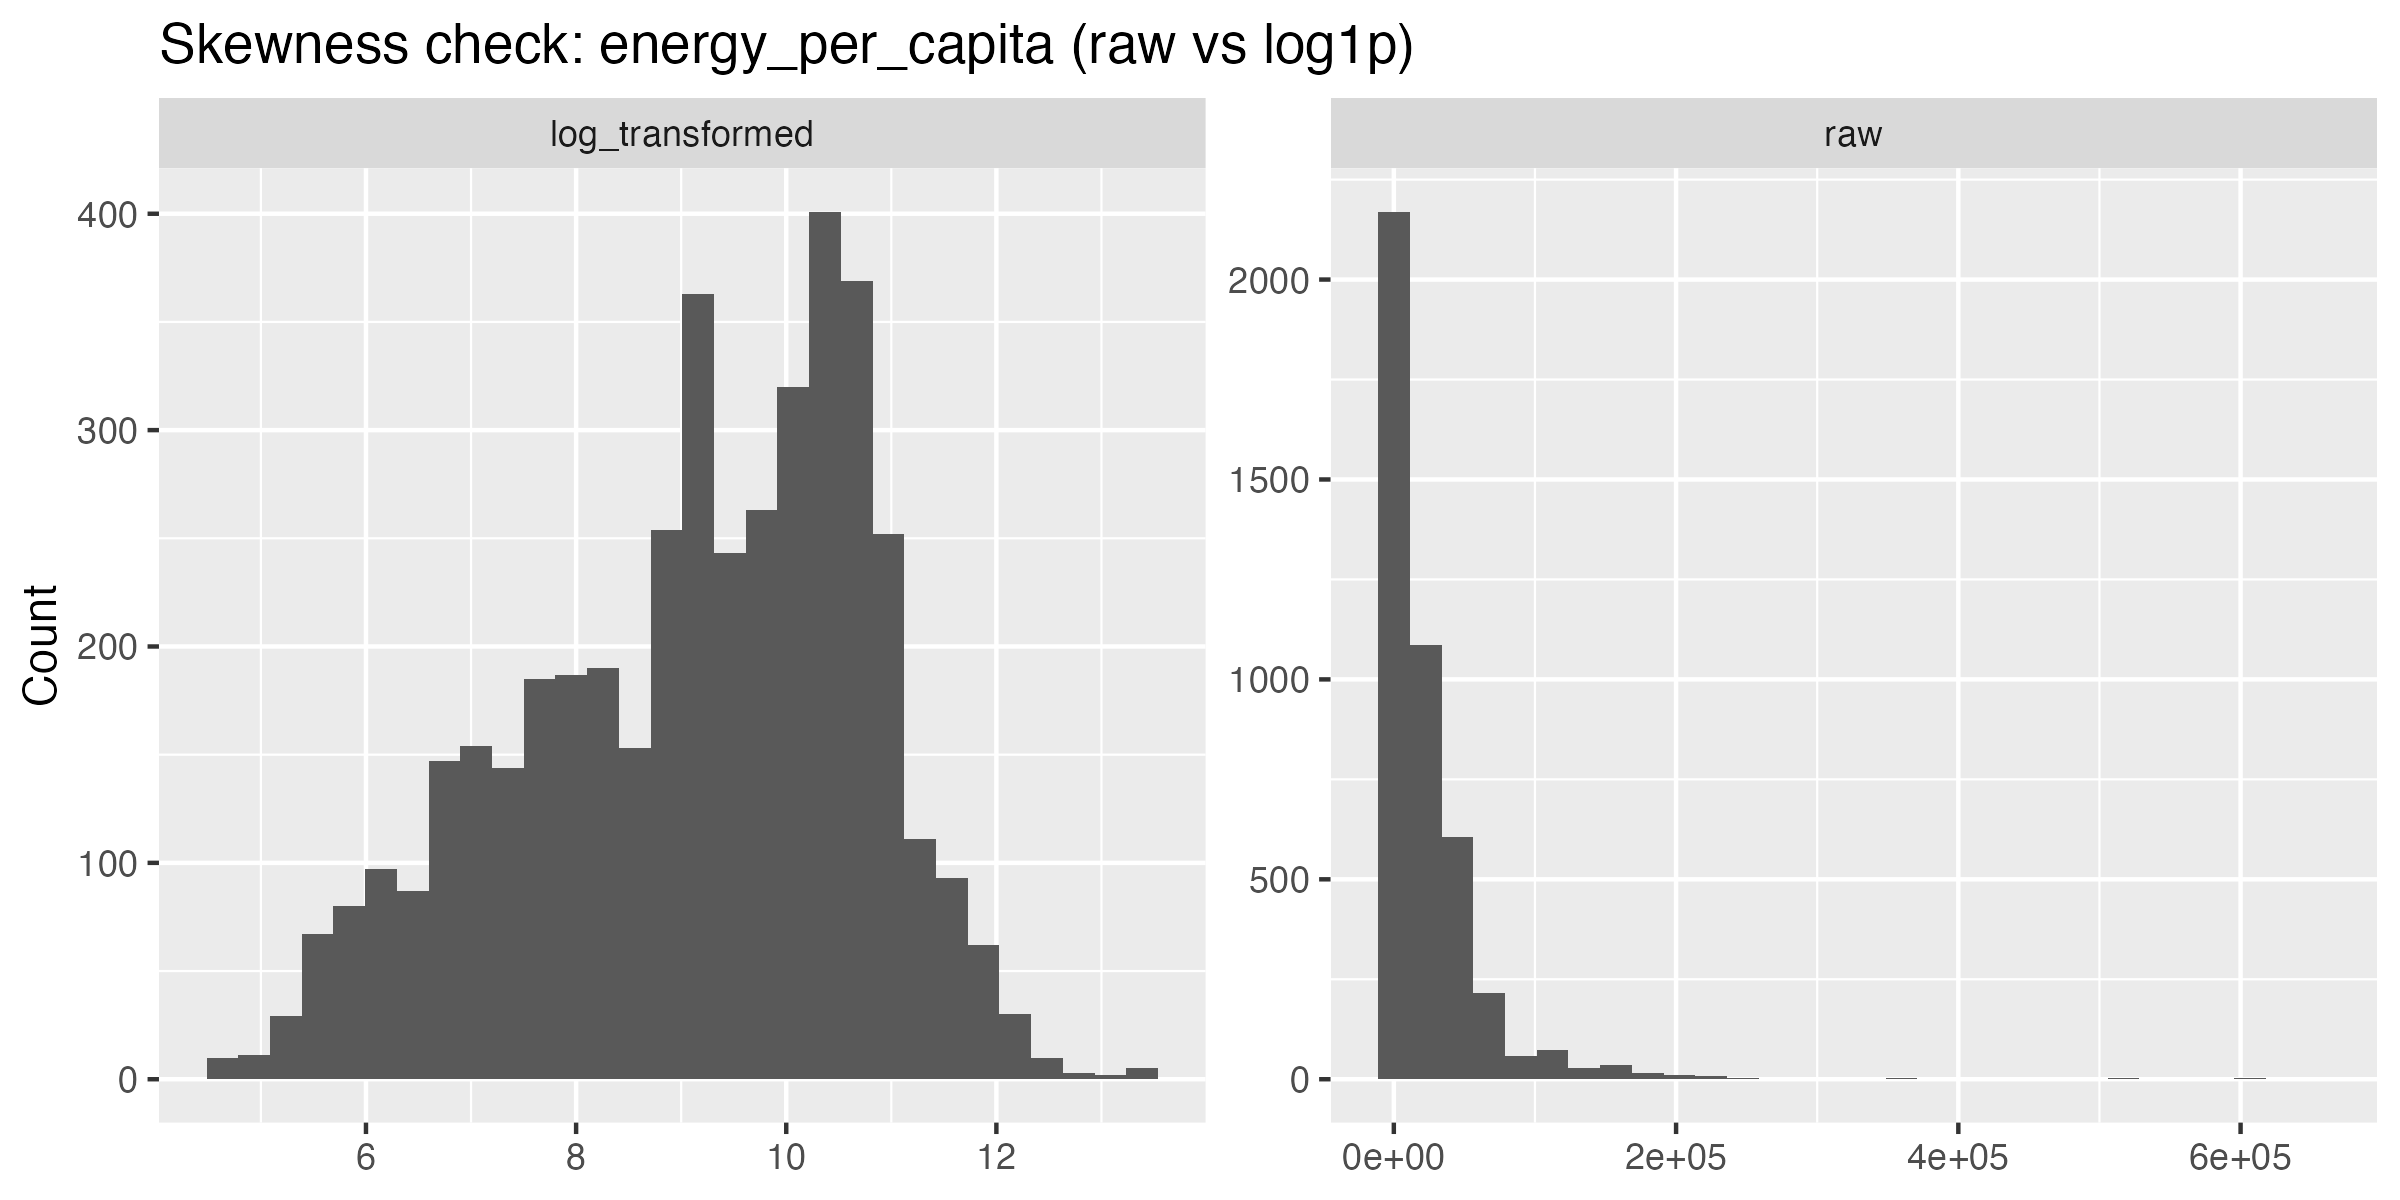 Skewness check: energy_per_capita (raw vs log1p)
log_transformed
raw
Count
400
300
200
100
0
6 8 10 12
2000
1500
1000
500
0
0e+00 2e+05 4e+05 6e+05